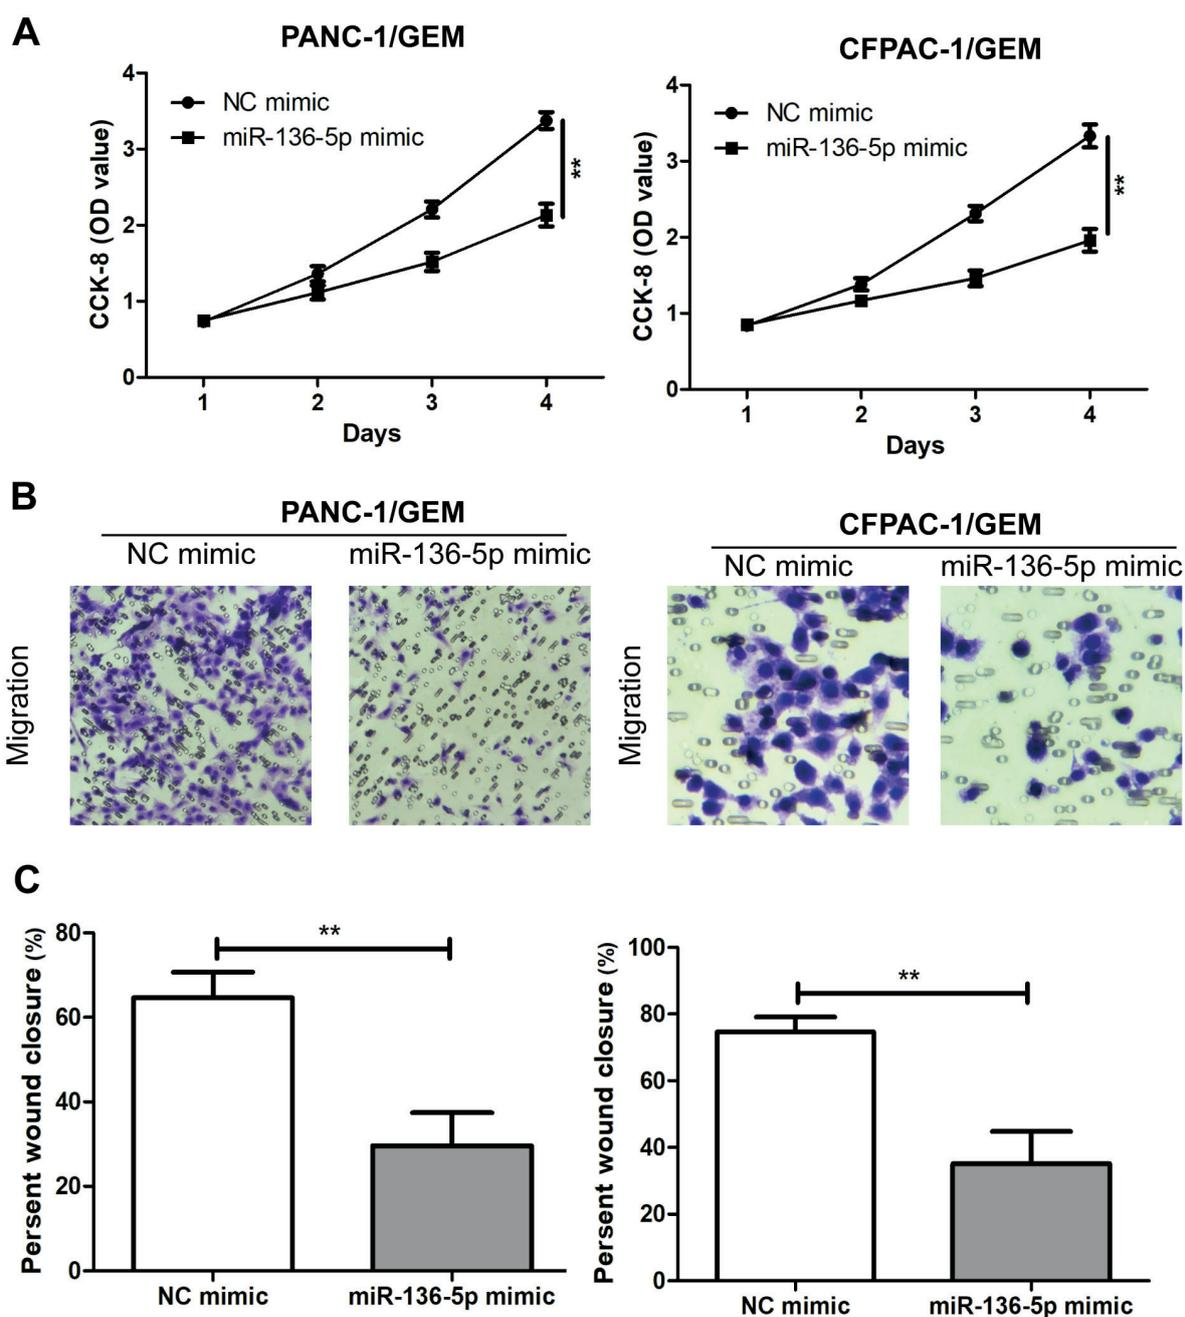 A
PANC-1/GEM
CCK-8 (OD value)
4
3
2
1
0
NC mimic
miR-136-5p mimic
**
1 2 3 4
Days
CFPAC-1/GEM
CCK-8 (OD value)
4
3
2
1
0
NC mimic
miR-136-5p mimic
**
1 2 3 4
Days
B
PANC-1/GEM
NC mimic miR-136-5p mimic
Migration
CFPAC-1/GEM
NC mimic miR-136-5p mimic
Migration
C
Persent wound closure (%)
80
60
40
20
0
**
NC mimic miR-136-5p mimic
Persent wound closure (%)
100
80
60
40
20
0
**
NC mimic miR-136-5p mimic